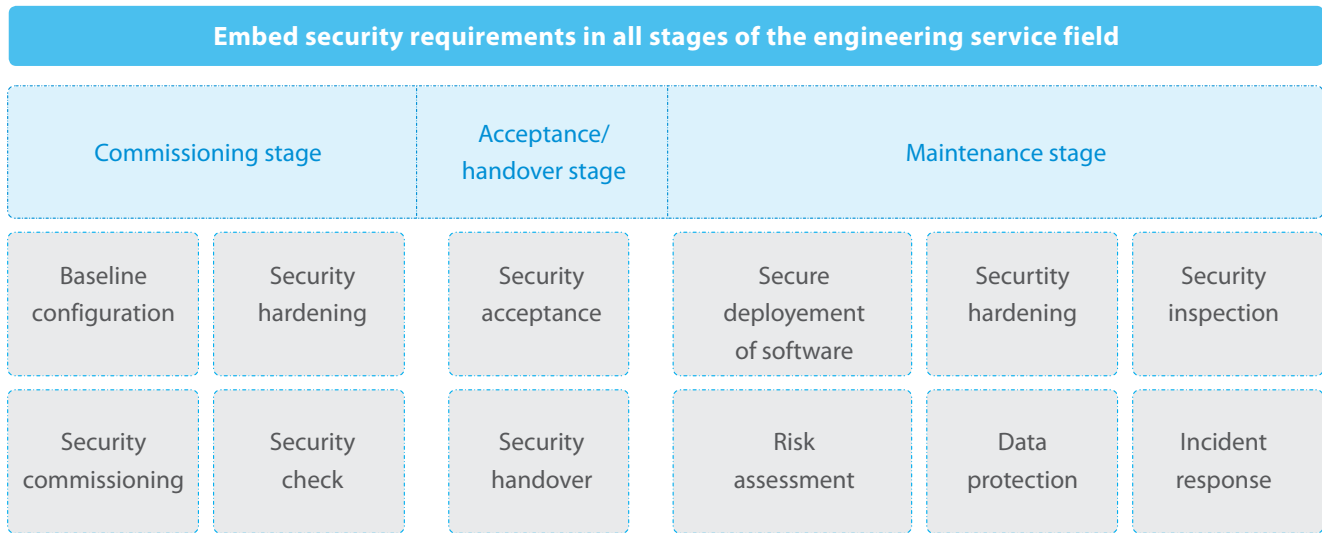 Embed security requirements in all stages of the engineering service field
Commissioning stage
Acceptance/
handover stage
Maintenance stage
Baseline
configuration
Security
hardening
Security
acceptance
Secure
deployement
of software
Securtity
hardening
Security
inspection
Security
commissioning
Security
check
Security
handover
Risk
assessment
Data
protection
Incident
response